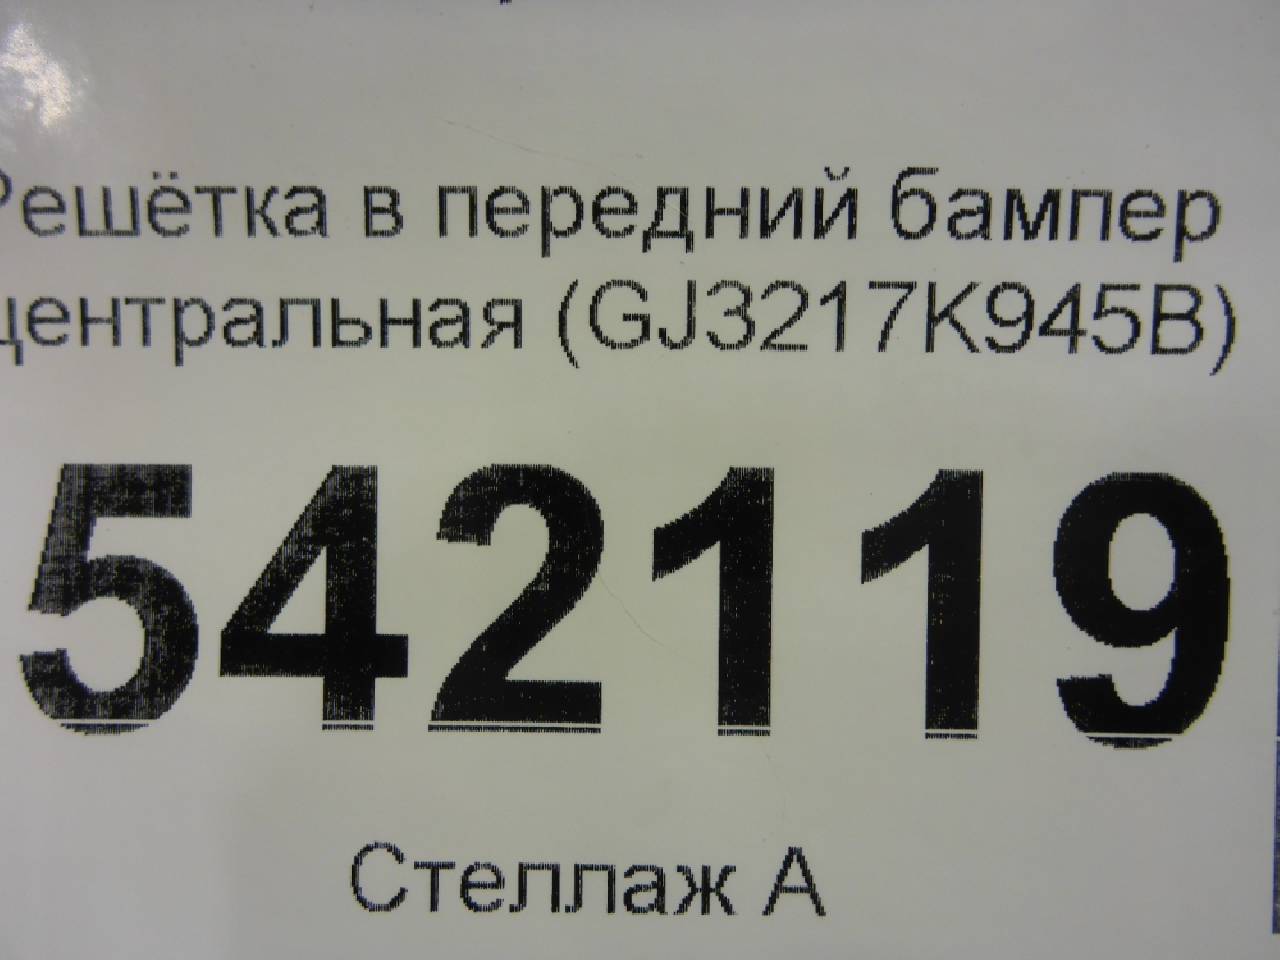 Решётка в передний бампер
центральная (GJ3217K945B)
542119
Стеллаж А